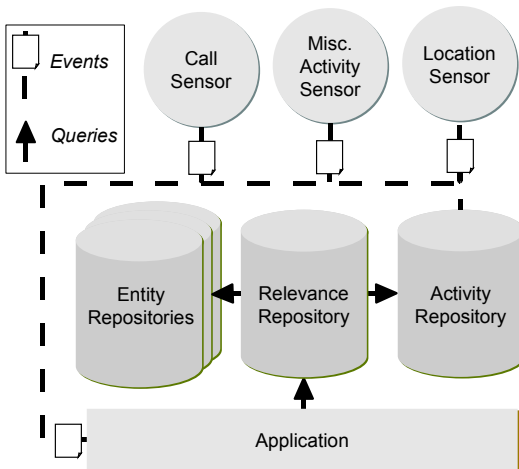 Events
Queries
Call
Sensor
Misc.
Activity
Sensor
Location
Sensor
Entity
Repositories
Relevance
Repository
Activity
Repository
Application